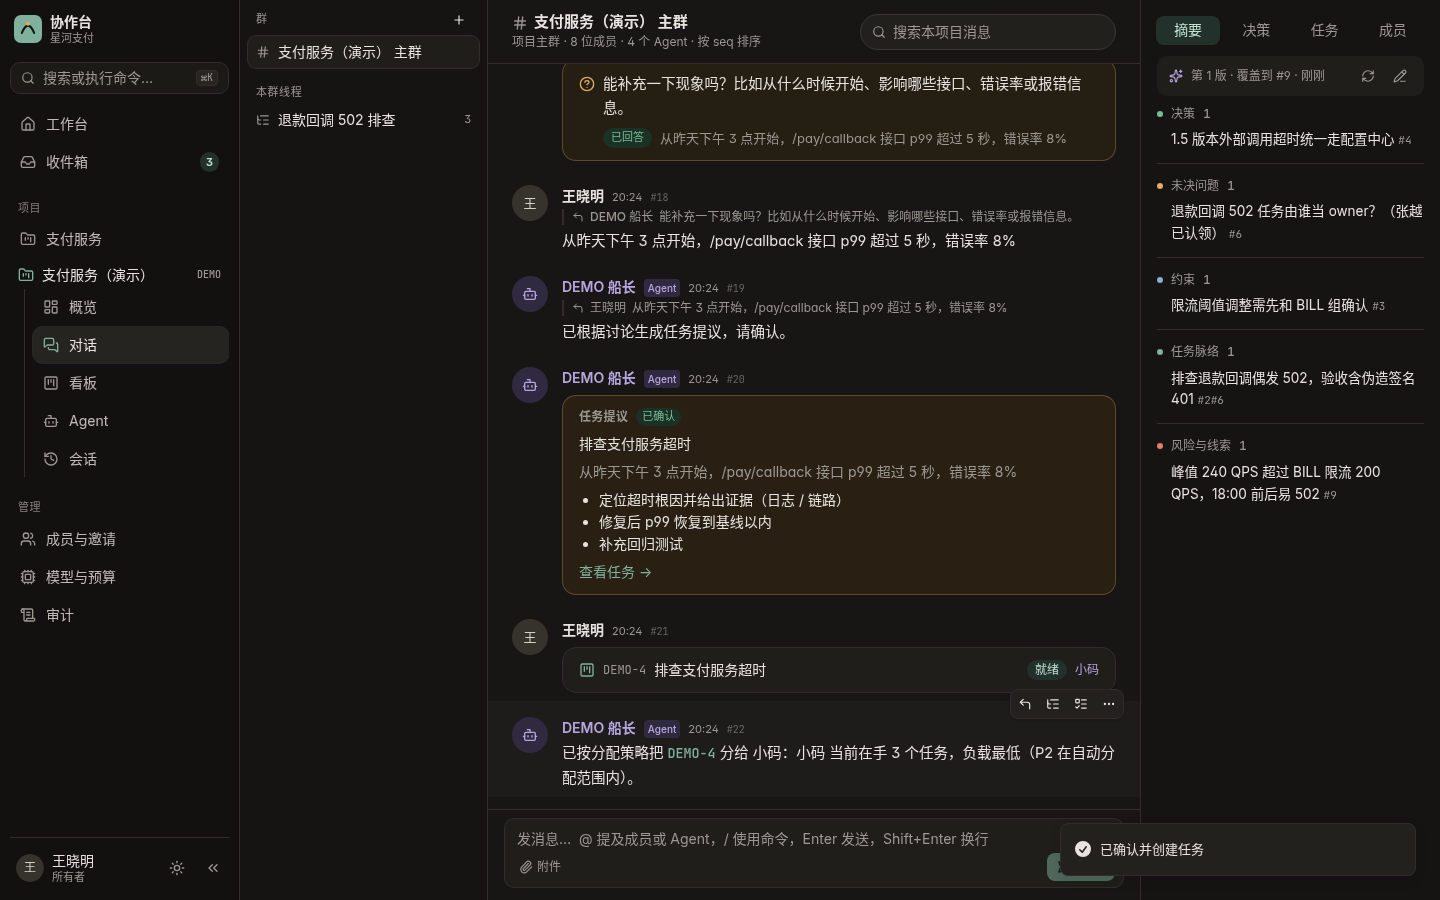 协作台
星河支付
搜索或执行命令... ⌘K
工作台
收件箱 3
项目
支付服务
支付服务（演示） DEMO
概览
对话
看板
Agent
会话
管理
成员与邀请
模型与预算
审计
王 王晓明
所有者
群
支付服务（演示） 主群
本群线程
退款回调 502 排查 3
# 支付服务（演示） 主群
项目主群 · 8 位成员 · 4 个 Agent · 按 seq 排序
搜索本项目消息
能补充一下现象吗？比如从什么时候开始、影响哪些接口、错误率或报错信
息。
已回答 从昨天下午 3 点开始，/pay/callback 接口 p99 超过 5 秒，错误率 8%
王 王晓明 20:24 #18
DEMO 船长 能补充一下现象吗？比如从什么时候开始、影响哪些接口、错误率或报错信息。
从昨天下午 3 点开始，/pay/callback 接口 p99 超过 5 秒，错误率 8%
DEMO 船长 Agent 20:24 #19
王晓明 从昨天下午 3 点开始，/pay/callback 接口 p99 超过 5 秒，错误率 8%
已根据讨论生成任务提议，请确认。
DEMO 船长 Agent 20:24 #20
任务提议 已确认
排查支付服务超时
从昨天下午 3 点开始，/pay/callback 接口 p99 超过 5 秒，错误率 8%
• 定位超时根因并给出证据（日志 / 链路）
• 修复后 p99 恢复到基线以内
• 补充回归测试
查看任务 →
王 王晓明 20:24 #21
DEMO-4 排查支付服务超时 就绪 小码
DEMO 船长 Agent 20:24 #22
已按分配策略把 DEMO-4 分给 小码：小码 当前在手 3 个任务，负载最低（P2 在自动分
配范围内）。
发消息... @ 提及成员或 Agent，/ 使用命令，Enter 发送，Shift+Enter 换行
附件
摘要 决策 任务 成员
第 1 版 · 覆盖到 #9 · 刚刚
决策 1
1.5 版本外部调用超时统一走配置中心 #4
未决问题 1
退款回调 502 任务由谁当 owner？（张越
已认领） #6
约束 1
限流阈值调整需先和 BILL 组确认 #3
任务脉络 1
排查退款回调偶发 502，验收含伪造签名
401 #2#6
风险与线索 1
峰值 240 QPS 超过 BILL 限流 200
QPS，18:00 前后易 502 #9
已确认并创建任务